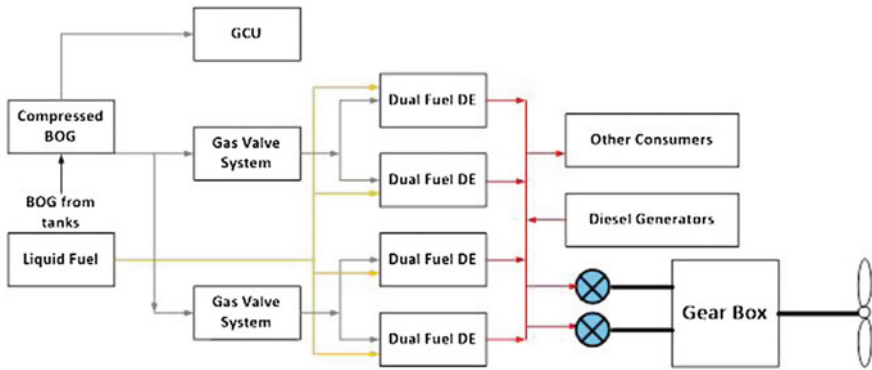 GCU
Compressed
BOG
BOG from
tanks
Liquid Fuel
Gas Valve
System
Gas Valve
System
Dual Fuel DE
Dual Fuel DE
Dual Fuel DE
Dual Fuel DE
Other Consumers
Diesel Generators
Gear Box